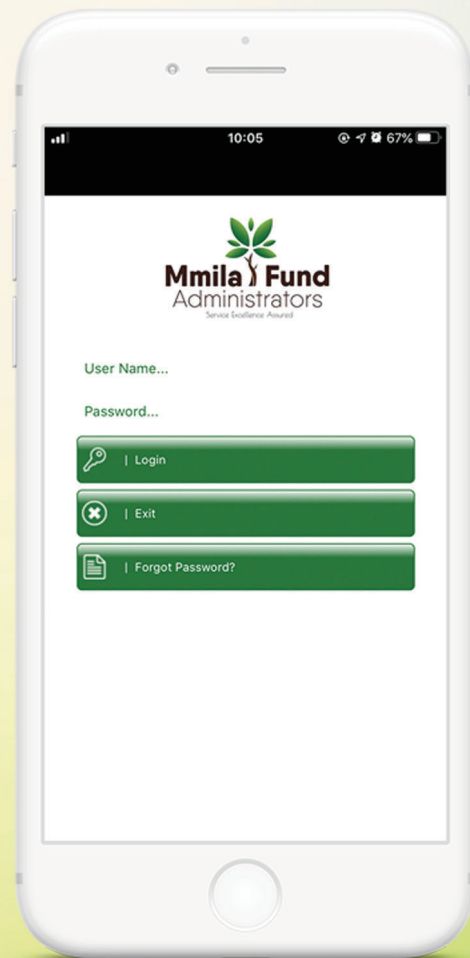 10:05 67%
Mmila Fund
Administrators
Service Excellence Assured
User Name...
Password...
| Login
| Exit
| Forgot Password?